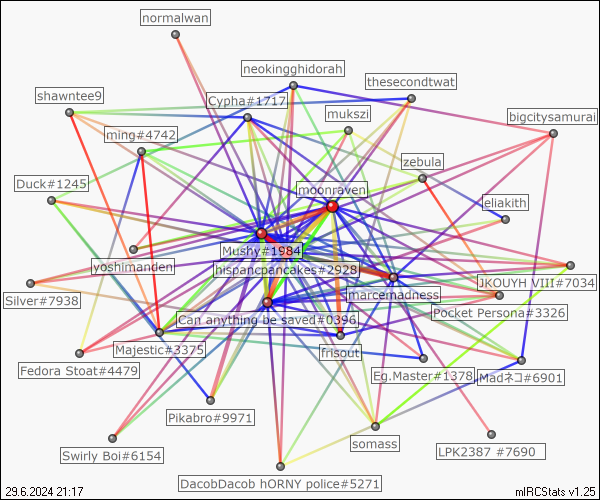 normalwan
neokingghidorah
thesecondtwat
shawntee9
Cypha#1717
mukszi
bigcitysamurai
ming#4742
zebula
Duck#1245
moonraven
eliakith
Mushy#1984
yoshimanden
hispancpancakes#2928
JKOUYH VIII#7034
Silver#7938
marcemadness
Pocket Persona#3326
Can anything be saved#0396
Majestic#3375
frisout
Fedora Stoat#4479
Eg.Master#1378
Madネコ#6901
Pikabro#9971
somass
Swirly Boi#6154
LPK2387 #7690
DacobDacob hORNY police#5271
29.6.2024 21:17
mIRCStats v1.25